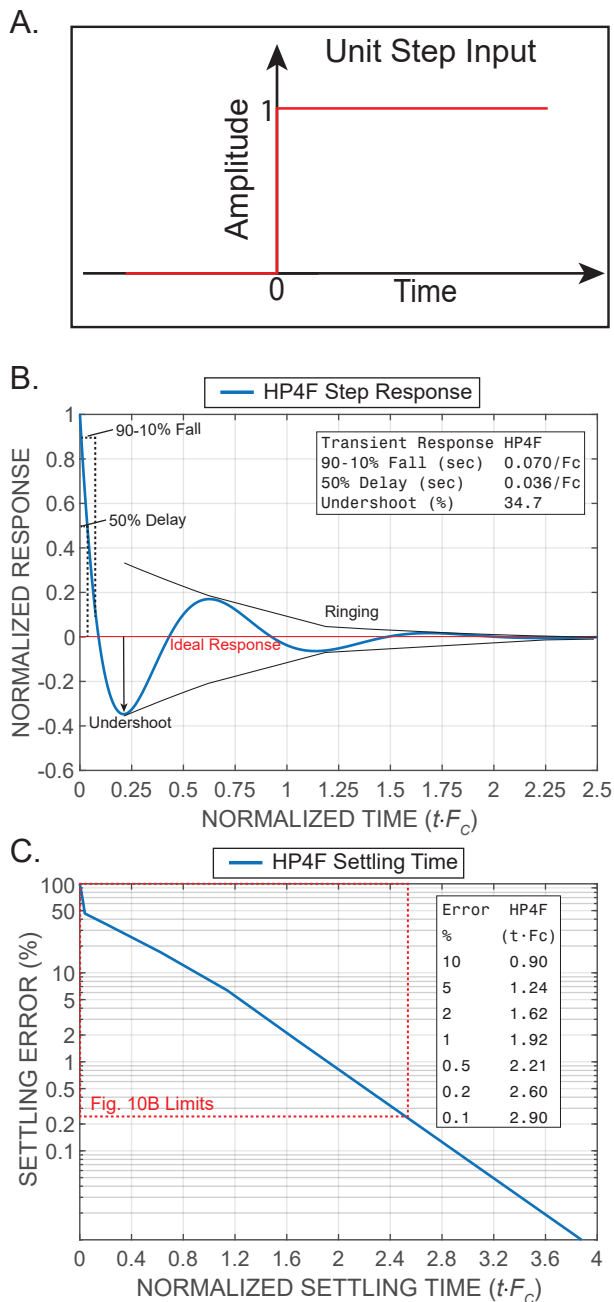 A.
Unit Step Input
Amplitude
1
0
Time
B.
HP4F Step Response
NORMALIZED RESPONSE
1
0.8
0.6
0.4
0.2
0
-0.2
-0.4
-0.6
90-10% Fall
50% Delay
Transient Response HP4F
90-10% Fall (sec) 0.070/Fc
50% Delay (sec) 0.036/Fc
Undershoot (%) 34.7
Ringing
Ideal Response
Undershoot
0 0.25 0.5 0.75 1 1.25 1.5 1.75 2 2.25 2.5
NORMALIZED TIME (t·FC)
C.
HP4F Settling Time
SETTLING ERROR (%)
100
50
10
5
2
1
0.5
0.2
0.1
Error HP4F
% (t·Fc)
10 0.90
5 1.24
2 1.62
1 1.92
0.5 2.21
0.2 2.60
0.1 2.90
Fig. 10B Limits
0 0.4 0.8 1.2 1.6 2 2.4 2.8 3.2 3.6 4
NORMALIZED SETTLING TIME (t·FC)